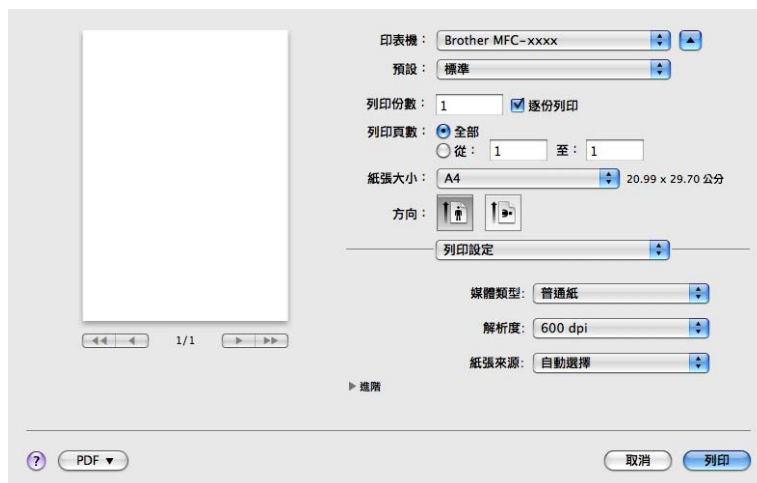 印表機： Brother MFC-xxxx
預設： 標準
列印份數： 1 逐份列印
列印頁數： 全部
從： 1 至： 1
紙張大小： A4 20.99 x 29.70 公分
方向：
列印設定
媒體類型: 普通紙
解析度: 600 dpi
紙張來源: 自動選擇
進階
1/1
? PDF 取消 列印